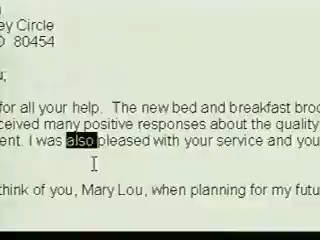 ey Circle
80454
for all your help. The new bed and breakfast broc
ceived many positive responses about the quality
ent. I was also pleased with your service and you
think of you, Mary Lou, when planning for my futu